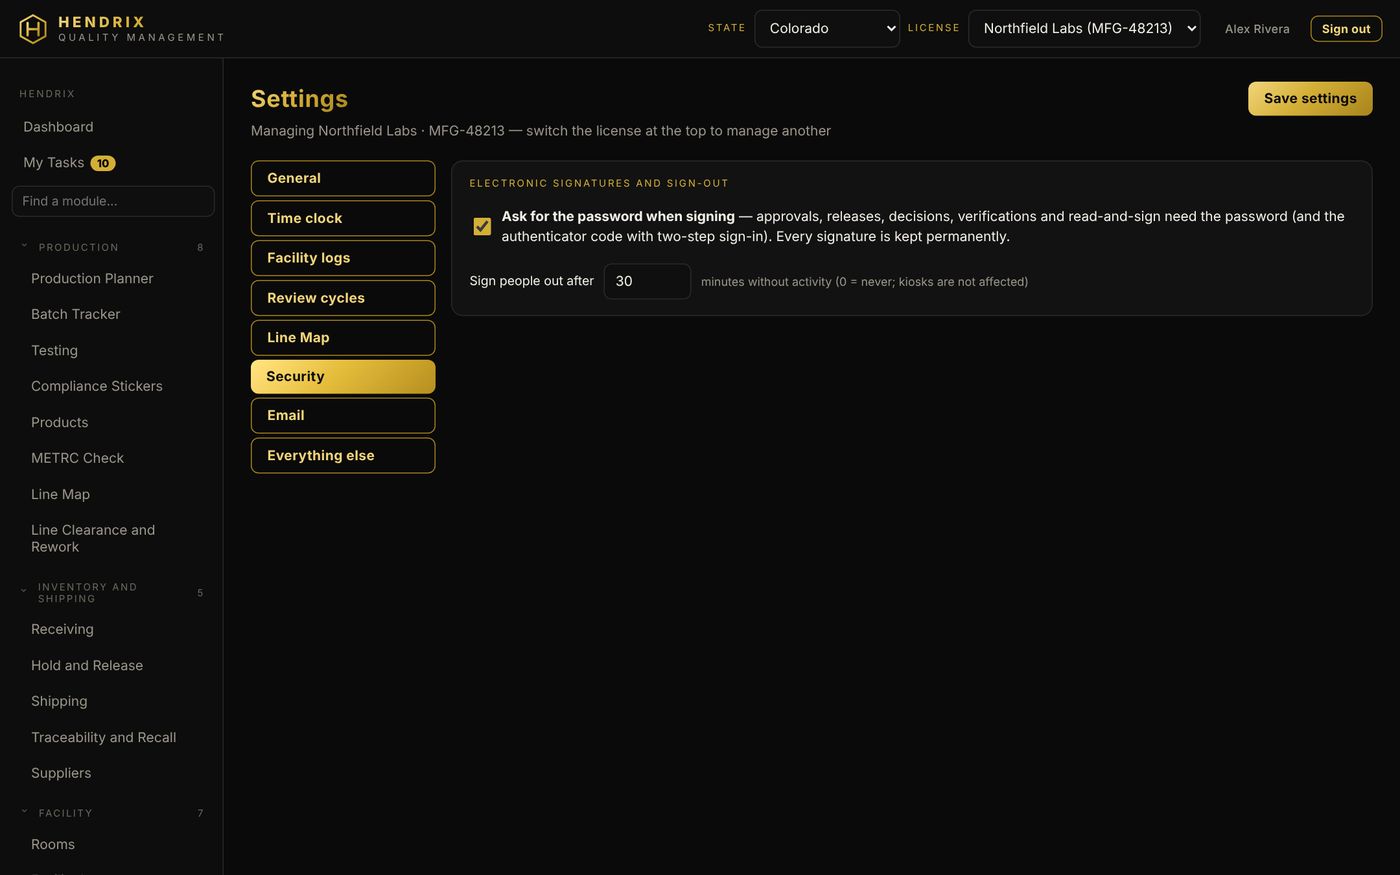 HENDRIX
QUALITY MANAGEMENT
STATE
Colorado
LICENSE
Northfield Labs (MFG-48213)
Alex Rivera
Sign out
HENDRIX
Dashboard
My Tasks 10
Find a module...
PRODUCTION 8
Production Planner
Batch Tracker
Testing
Compliance Stickers
Products
METRC Check
Line Map
Line Clearance and
Rework
INVENTORY AND
SHIPPING 5
Receiving
Hold and Release
Shipping
Traceability and Recall
Suppliers
FACILITY 7
Rooms
Settings
Save settings
Managing Northfield Labs · MFG-48213 — switch the license at the top to manage another
General
Time clock
Facility logs
Review cycles
Line Map
Security
Email
Everything else
ELECTRONIC SIGNATURES AND SIGN-OUT
Ask for the password when signing — approvals, releases, decisions, verifications and read-and-sign need the password (and the
authenticator code with two-step sign-in). Every signature is kept permanently.
Sign people out after 30 minutes without activity (0 = never; kiosks are not affected)